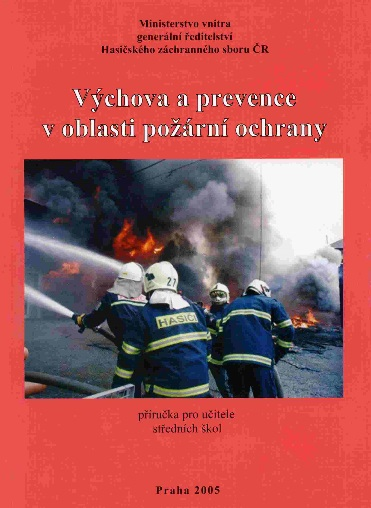 Ministerstvo vnitra
generální ředitelství
Hasičského záchranného sboru ČR
Výchova a prevence
v oblasti požární ochrany
27
HASIČI
příručka pro učitele
středních škol
Praha 2005